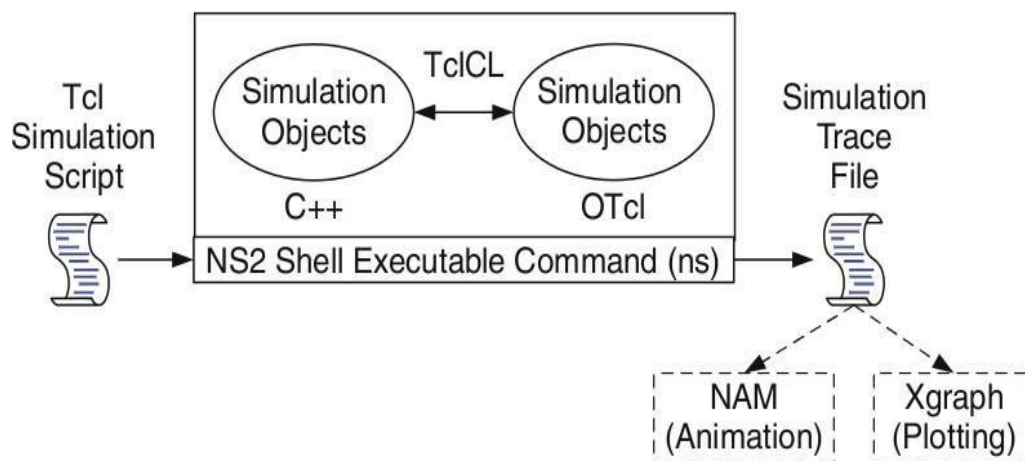 Tcl
Simulation
Script
TclCL
Simulation
Objects
Simulation
Objects
C++
OTcl
NS2 Shell Executable Command (ns)
Simulation
Trace
File
NAM
(Animation)
Xgraph
(Plotting)